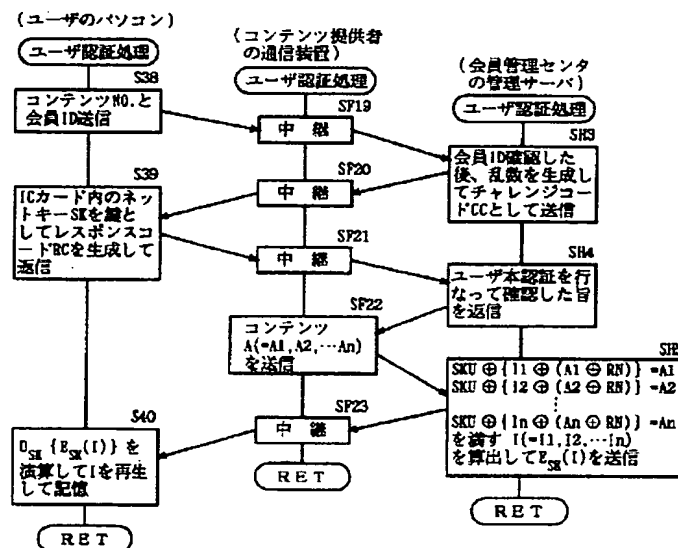 (ユーザのパソコン)
ユーザ認証処理
S38
コンテンツNO.と
会員ID送信
S39
ICカード内のネッ
トキーSKを鍵と
してレスポンスコ
ードRCを生成して
返信
S40
D_SK {E_SK(I)} を
演算してIを再生
して記憶
RET
(コンテンツ提供者
の通信装置)
ユーザ認証処理
SF19
中 継
SF20
中 継
SF21
中 継
SF22
コンテンツ
A(=A1,A2,…An)
を送信
SF23
中 継
RET
(会員管理センタ
の管理サーバ)
ユーザ認証処理
SH3
会員ID確認した
後、乱数を生成し
てチャレンジコー
ドCCとして送信
SH4
ユーザ本認証を行
なって確認した旨
を返信
SH5
SKU ⊕ {I1 ⊕ (A1 ⊕ RN)} =A1
SKU ⊕ {I2 ⊕ (A2 ⊕ RN)} =A2
⋮
SKU ⊕ {In ⊕ (An ⊕ RN)} =An
を満す I(=I1,I2,…In)
を算出してE_SK(I)を送信
RET